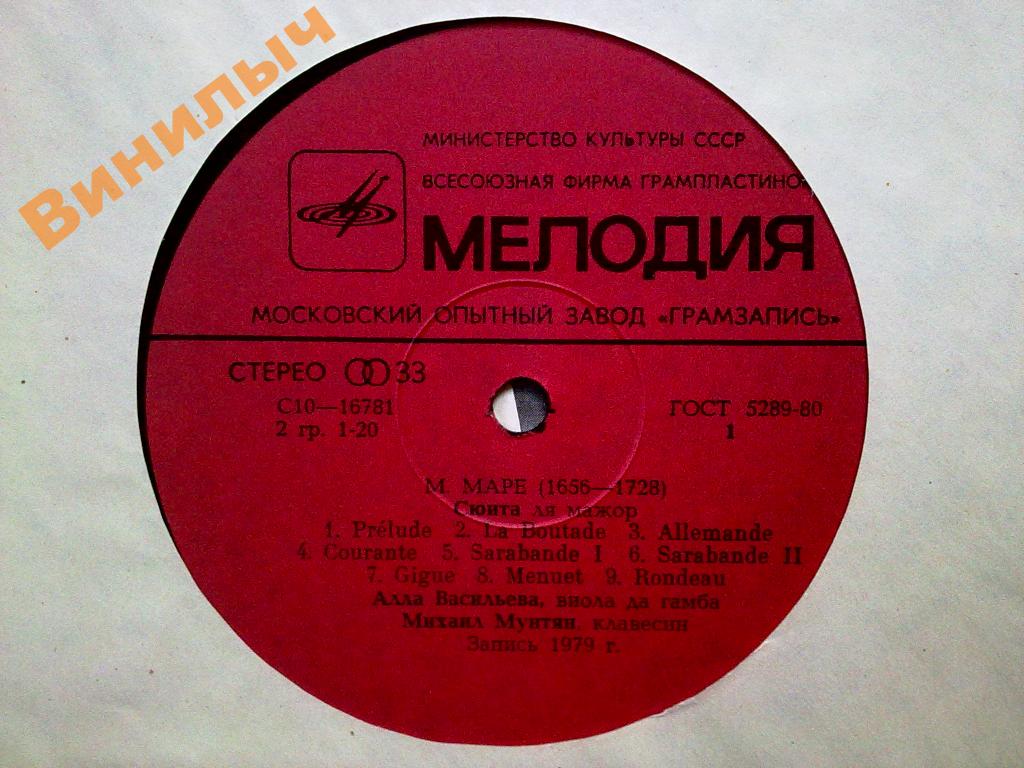 Винилыч
МИНИСТЕРСТВО КУЛЬТУРЫ СССР
ВСЕСОЮЗНАЯ ФИРМА ГРАМПЛАСТИНО
МЕЛОДИЯ
МОСКОВСКИЙ ОПЫТНЫЙ ЗАВОД «ГРАМЗАПИСЬ»
СТЕРЕО 33
С10—16781 ГОСТ 5289-80
2 гр. 1-20 1
М. МАРЕ (1656—1728)
Сюита ля мажор
1. Prélude 2. La Boutade 3. Allemande
4. Courante 5. Sarabande I 6. Sarabande II
7. Gigue 8. Menuet 9. Rondeau
Алла Васильева, виола да гамба
Михаил Мунтян, клавесин
Запись 1979 г.